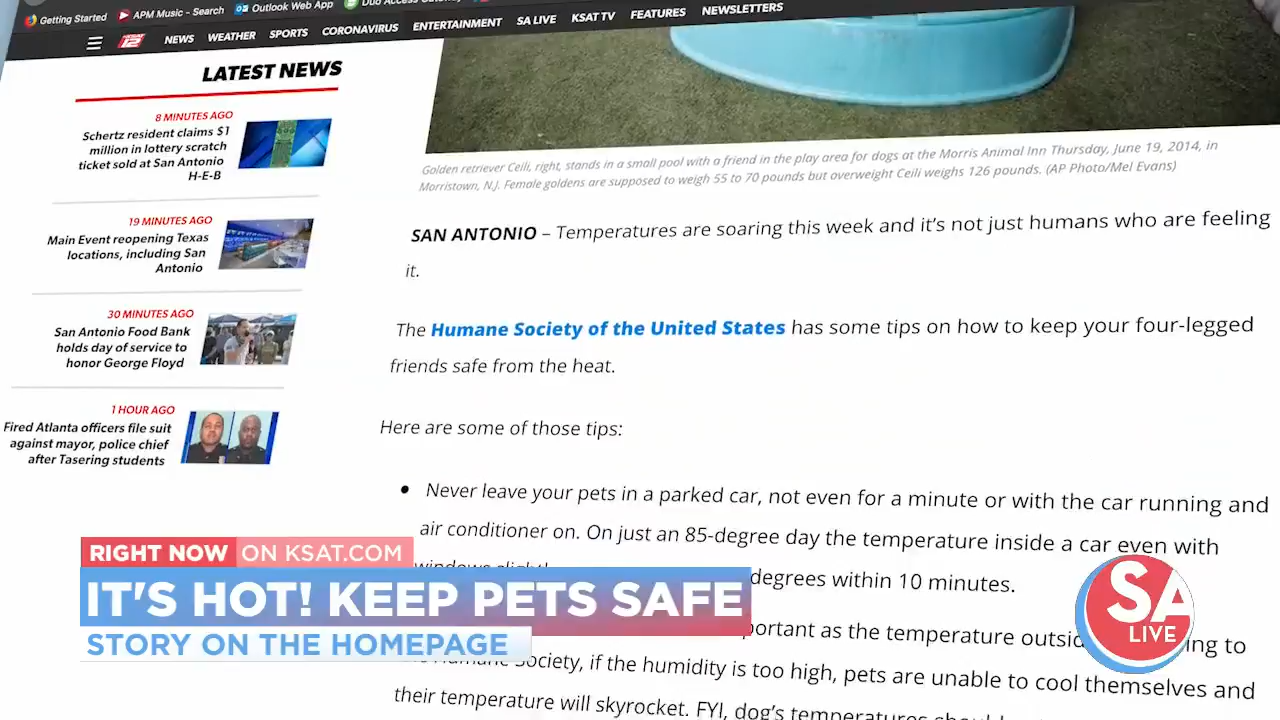 Getting Started
APM Music - Search
Outlook Web App
NEWS WEATHER SPORTS CORONAVIRUS ENTERTAINMENT SA LIVE KSAT TV FEATURES NEWSLETTERS
LATEST NEWS
8 MINUTES AGO
Schertz resident claims $1
million in lottery scratch
ticket sold at San Antonio
H-E-B
19 MINUTES AGO
Main Event reopening Texas
locations, including San
Antonio
30 MINUTES AGO
San Antonio Food Bank
holds day of service to
honor George Floyd
1 HOUR AGO
Fired Atlanta officers file suit
against mayor, police chief
after Tasering students
Golden retriever Ceili, right, stands in a small pool with a friend in the play area for dogs at the Morris Animal Inn Thursday, June 19, 2014, in
Morristown, N.J. Female goldens are supposed to weigh 55 to 70 pounds but overweight Ceili weighs 126 pounds. (AP Photo/Mel Evans)
SAN ANTONIO – Temperatures are soaring this week and it's not just humans who are feeling
it.
The Humane Society of the United States has some tips on how to keep your four-legged
friends safe from the heat.
Here are some of those tips:
• Never leave your pets in a parked car, not even for a minute or with the car running and
air conditioner on. On just an 85-degree day the temperature inside a car even with
degrees within 10 minutes.
as the temperature
Society, if the humidity is too high, pets are unable to cool themselves and
their temperature will skyrocket. FYI, dog's temperatures
RIGHT NOW ON KSAT.COM
IT'S HOT! KEEP PETS SAFE
STORY ON THE HOMEPAGE
SA
LIVE